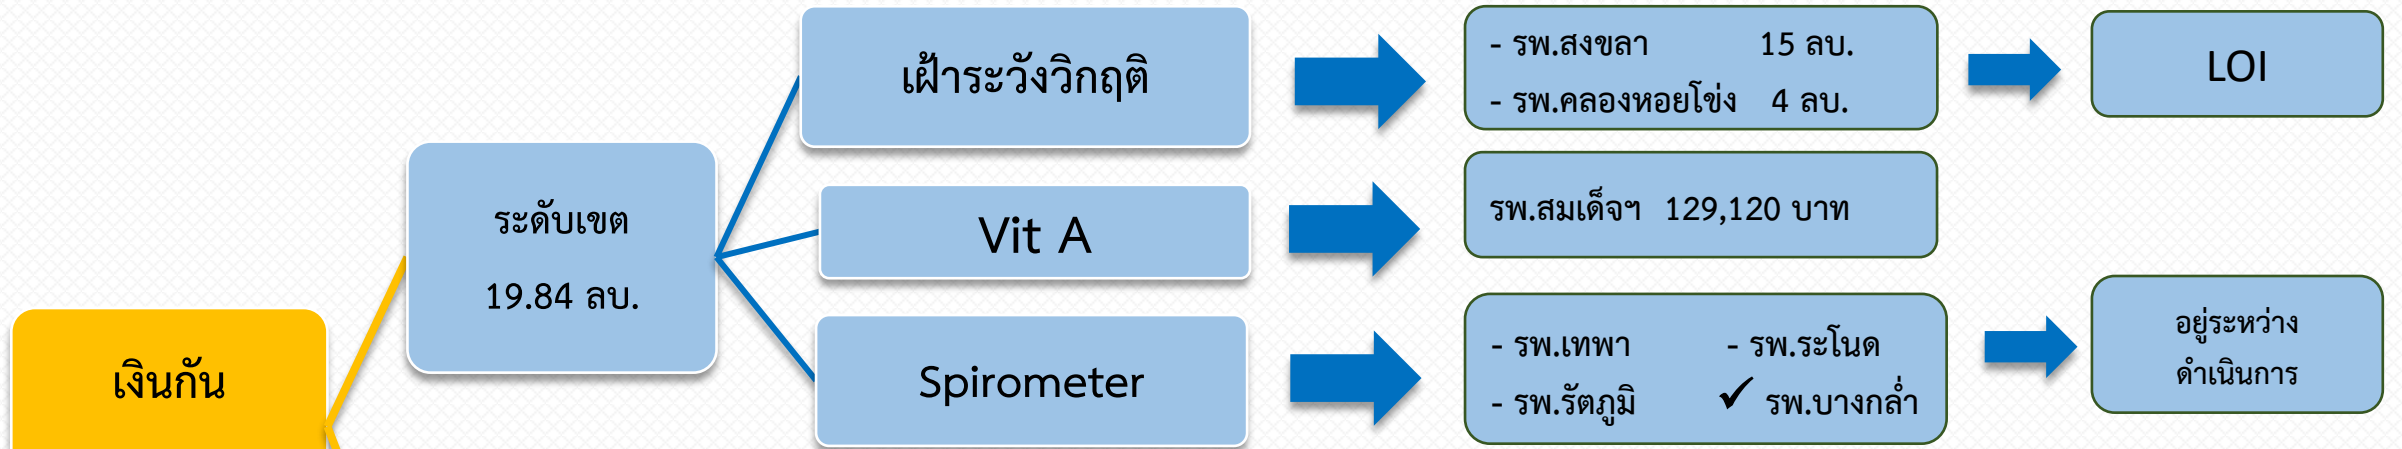 เงินกัน
ระดับเขต
19.84 ลบ.
เฝ้าระวังวิกฤติ
- รพ.สงขลา 15 ลบ.
- รพ.คลองหอยโข่ง 4 ลบ.
LOI
Vit A
รพ.สมเด็จฯ 129,120 บาท
Spirometer
- รพ.เทพา - รพ.ระโนด
- รพ.รัตภูมิ ✓ รพ.บางกล่ำ
อยู่ระหว่าง
ดำเนินการ